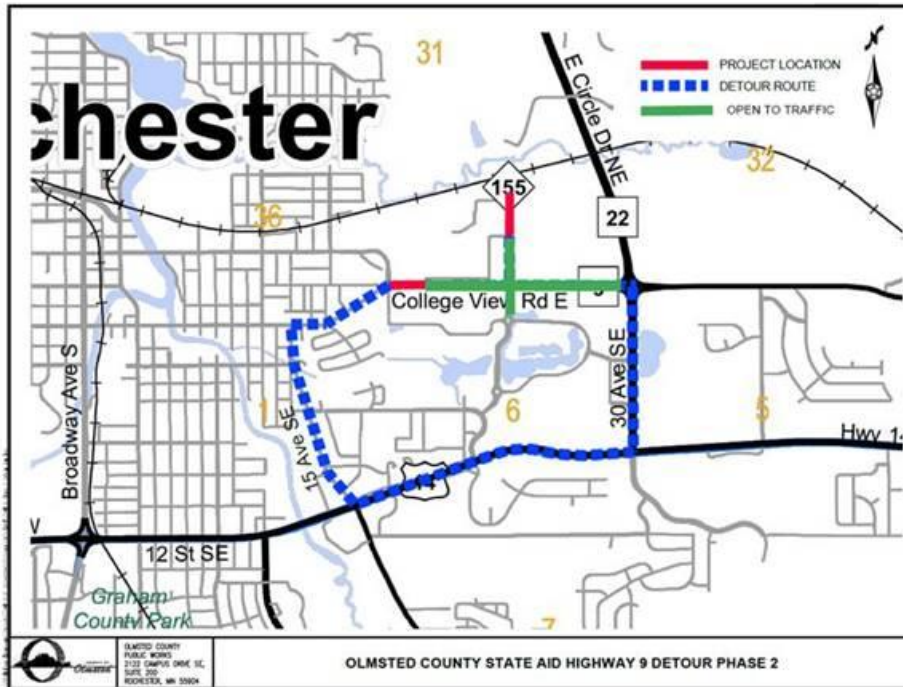 31
PROJECT LOCATION
DETOUR ROUTE
OPEN TO TRAFFIC
N
chester
E Circle Dr NE
32
155
36
22
College View Rd E
Broadway Ave S
1
15 Ave SE
6
30 Ave SE
5
Hwy 14
14
12 St SE
Graham
County Park
7
Olmsted
OLMSTED COUNTY
PUBLIC WORKS
2122 CAMPUS DRIVE SE,
SUITE 200
ROCHESTER, MN 55904
OLMSTED COUNTY STATE AID HIGHWAY 9 DETOUR PHASE 2